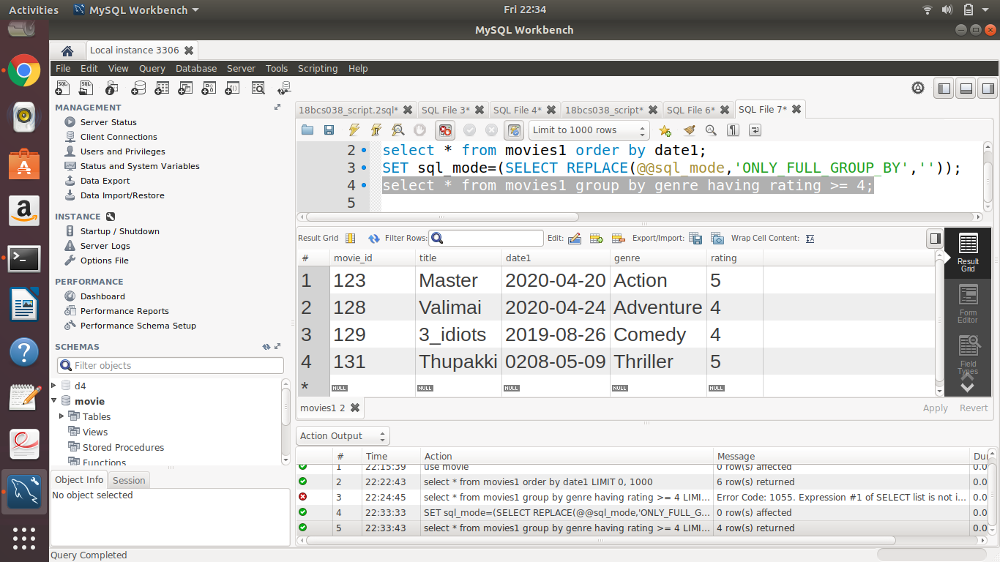 Activities MySQL Workbench Fri 22:34
MySQL Workbench
Local instance 3306
File Edit View Query Database Server Tools Scripting Help
MANAGEMENT
Server Status
Client Connections
Users and Privileges
Status and System Variables
Data Export
Data Import/Restore
INSTANCE
Startup / Shutdown
Server Logs
Options File
PERFORMANCE
Dashboard
Performance Reports
Performance Schema Setup
SCHEMAS
Filter objects
d4
movie
Tables
Views
Stored Procedures
Functions
Object Info Session
No object selected
18bcs038_script.2sql* SQL File 3* SQL File 4* 18bcs038_script* SQL File 6* SQL File 7*
Limit to 1000 rows
2 select * from movies1 order by date1;
3 SET sql_mode=(SELECT REPLACE(@@sql_mode,'ONLY_FULL_GROUP_BY',''));
4 select * from movies1 group by genre having rating >= 4;
5
Result Grid Filter Rows: Edit: Export/Import: Wrap Cell Content:
# movie_id title date1 genre rating
1 123 Master 2020-04-20 Action 5
2 128 Valimai 2020-04-24 Adventure 4
3 129 3_idiots 2019-08-26 Comedy 4
4 131 Thupakki 0208-05-09 Thriller 5
* NULL NULL NULL NULL NULL
Result
Grid
Form
Editor
Field
Types
movies1 2 Apply Revert
Action Output
# Time Action Message Du
1 22:15:39 use movie 0 row(s) affected 0.0
2 22:22:43 select * from movies1 order by date1 LIMIT 0, 1000 6 row(s) returned 0.0
3 22:24:45 select * from movies1 group by genre having rating >= 4 LIMI... Error Code: 1055. Expression #1 of SELECT list is not i... 0.0
4 22:33:33 SET sql_mode=(SELECT REPLACE(@@sql_mode,'ONLY_FULL_G... 0 row(s) affected 0.0
5 22:33:43 select * from movies1 group by genre having rating >= 4 LIMI... 4 row(s) returned 0.0
Query Completed